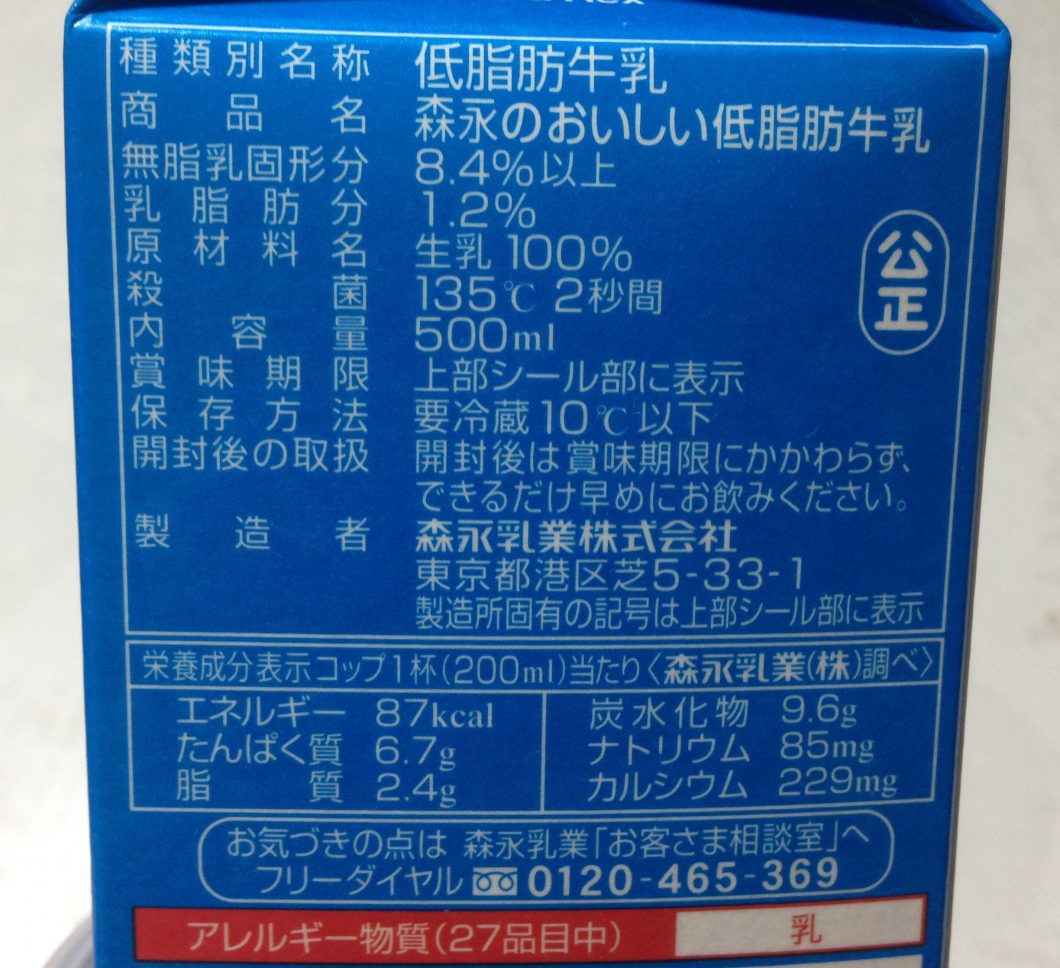 種類別名称 低脂肪牛乳
商品名 森永のおいしい低脂肪牛乳
無脂乳固形分 8.4%以上
乳脂肪分 1.2%
原材料名 生乳100%
殺菌 135℃ 2秒間
内容量 500ml
賞味期限 上部シール部に表示
保存方法 要冷蔵10℃以下
開封後の取扱 開封後は賞味期限にかかわらず、
できるだけ早めにお飲みください。
製造者 森永乳業株式会社
東京都港区芝5-33-1
製造所固有の記号は上部シール部に表示
公正
栄養成分表示コップ1杯(200ml)当たり〈森永乳業(株)調べ〉
エネルギー 87kcal 炭水化物 9.6g
たんぱく質 6.7g ナトリウム 85mg
脂質 2.4g カルシウム 229mg
お気づきの点は 森永乳業「お客さま相談室」へ
フリーダイヤル 0120-465-369
アレルギー物質(27品目中) 乳